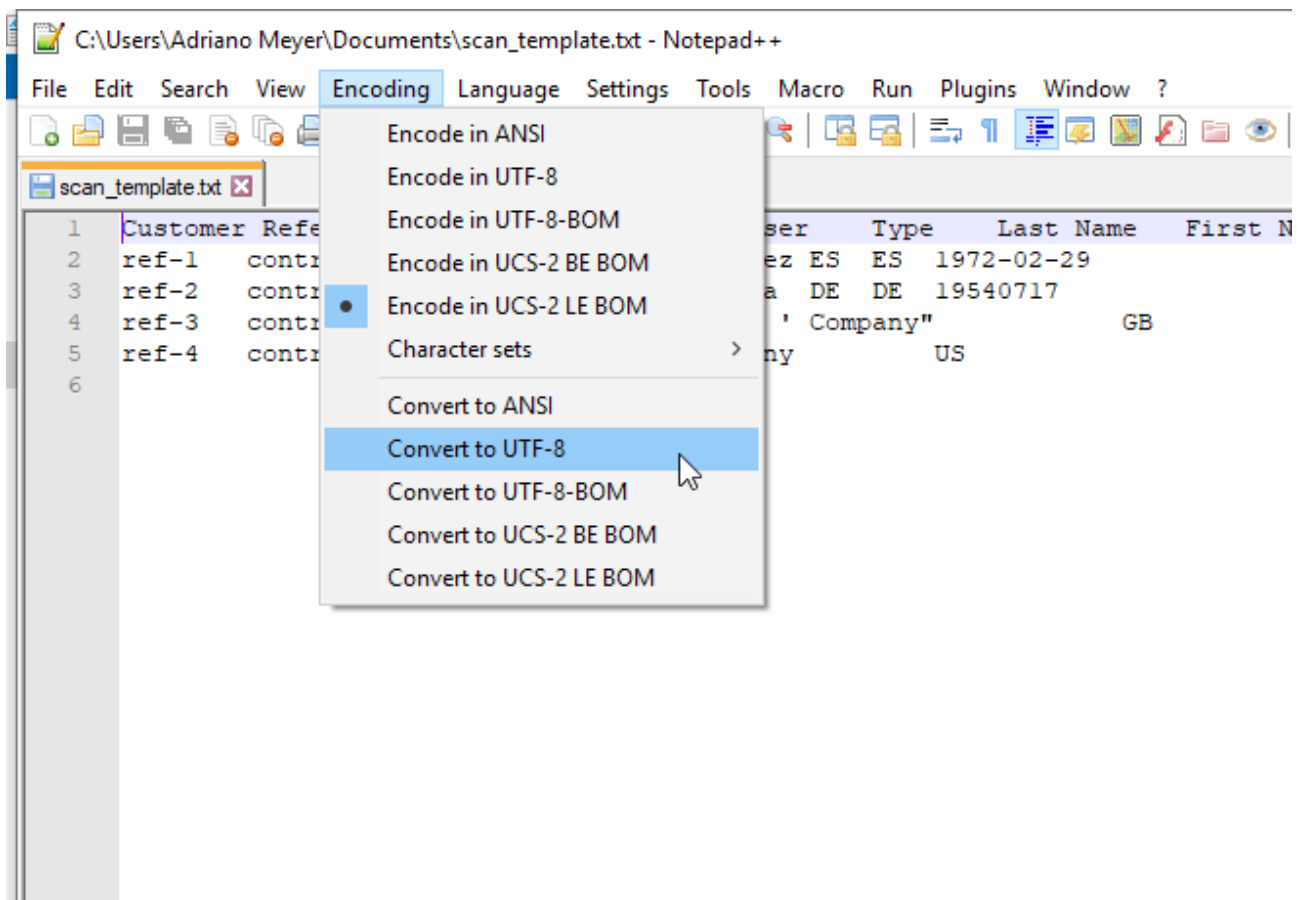 C:\Users\Adriano Meyer\Documents\scan_template.txt - Notepad++
File Edit Search View Encoding Language Settings Tools Macro Run Plugins Window ?
scan_template.txt
Encode in ANSI
Encode in UTF-8
Encode in UTF-8-BOM
Encode in UCS-2 BE BOM
Encode in UCS-2 LE BOM
Character sets
Convert to ANSI
Convert to UTF-8
Convert to UTF-8-BOM
Convert to UCS-2 BE BOM
Convert to UCS-2 LE BOM
1 Customer Refe ser Type Last Name First N
2 ref-1 contr ez ES ES 1972-02-29
3 ref-2 contr a DE DE 19540717
4 ref-3 contr ' Company" GB
5 ref-4 contr ny US
6